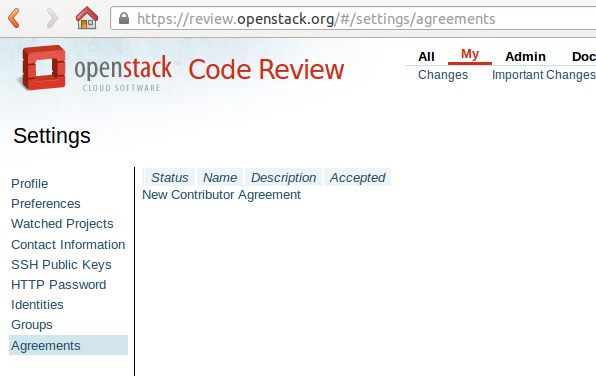 https://review.openstack.org/#/settings/agreements
openstack
CLOUD SOFTWARE
Code Review
All My Admin Doc
Changes Important Changes
Settings
Profile
Preferences
Watched Projects
Contact Information
SSH Public Keys
HTTP Password
Identities
Groups
Agreements
Status Name Description Accepted
New Contributor Agreement